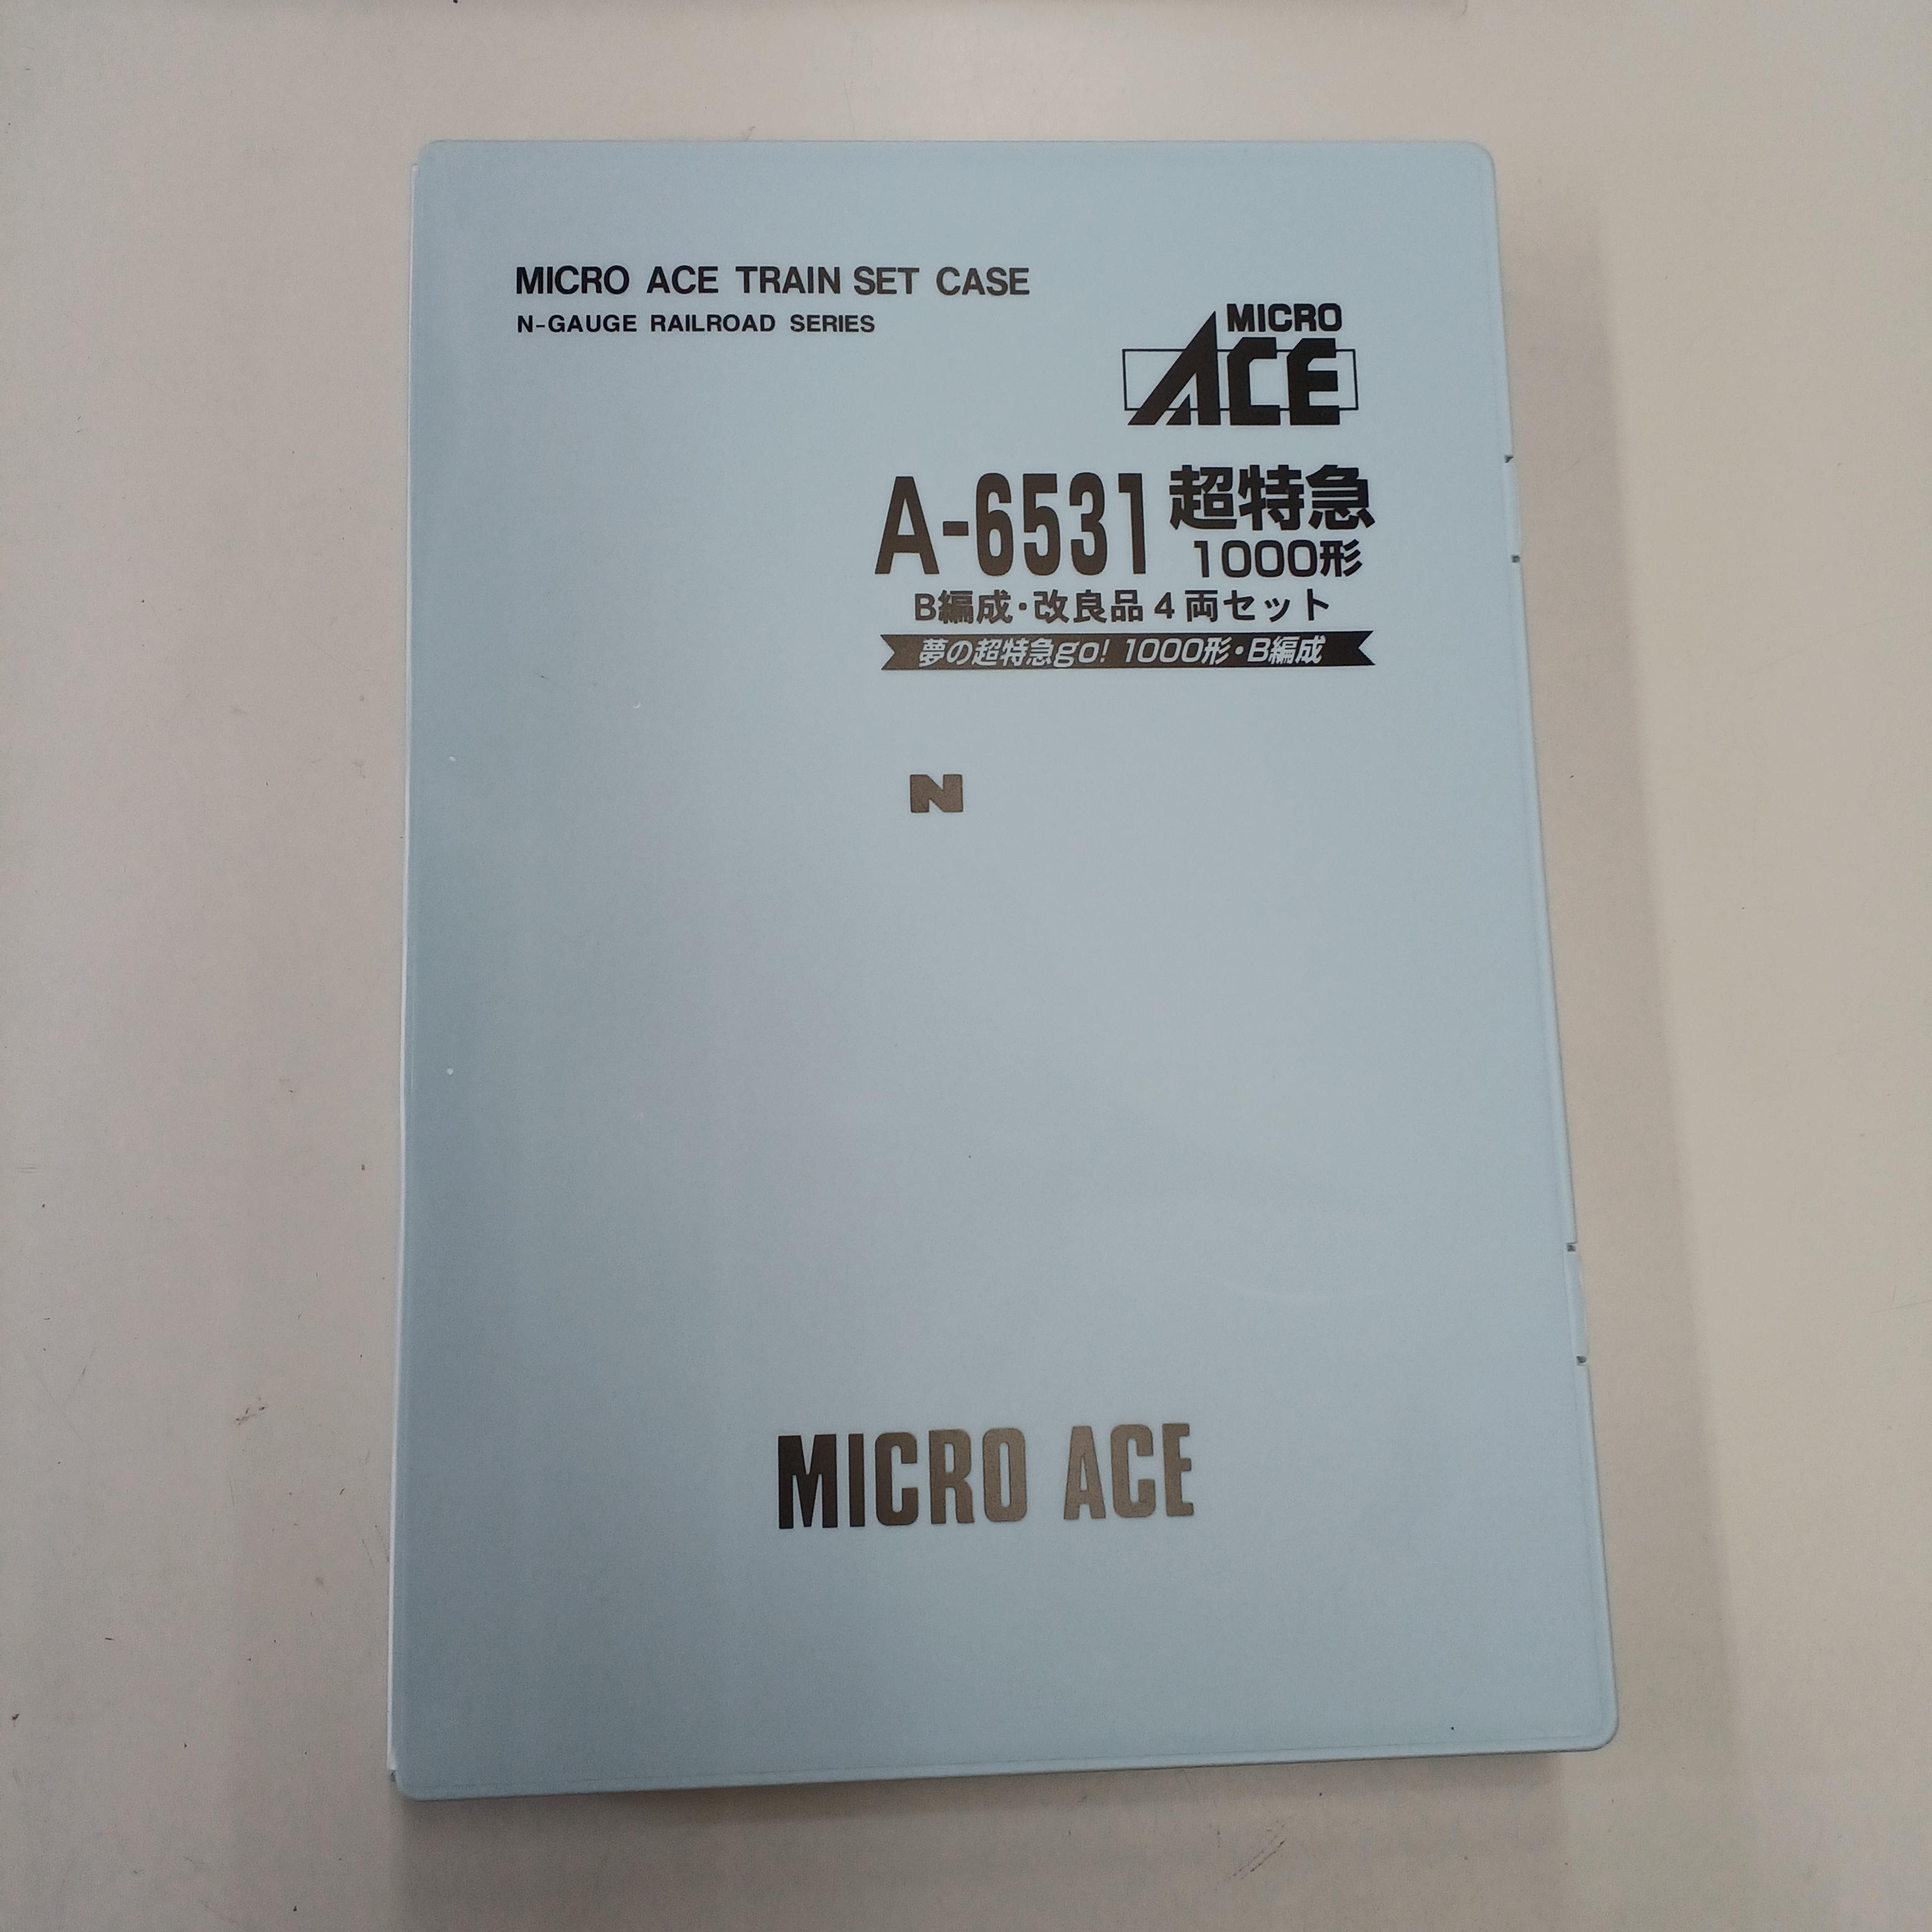 MICRO ACE TRAIN SET CASE
N-GAUGE RAILROAD SERIES
MICRO
ACE
A-6531 超特急
1000形
B編成・改良品4両セット
夢の超特急go! 1000形・B編成
N
MICRO ACE